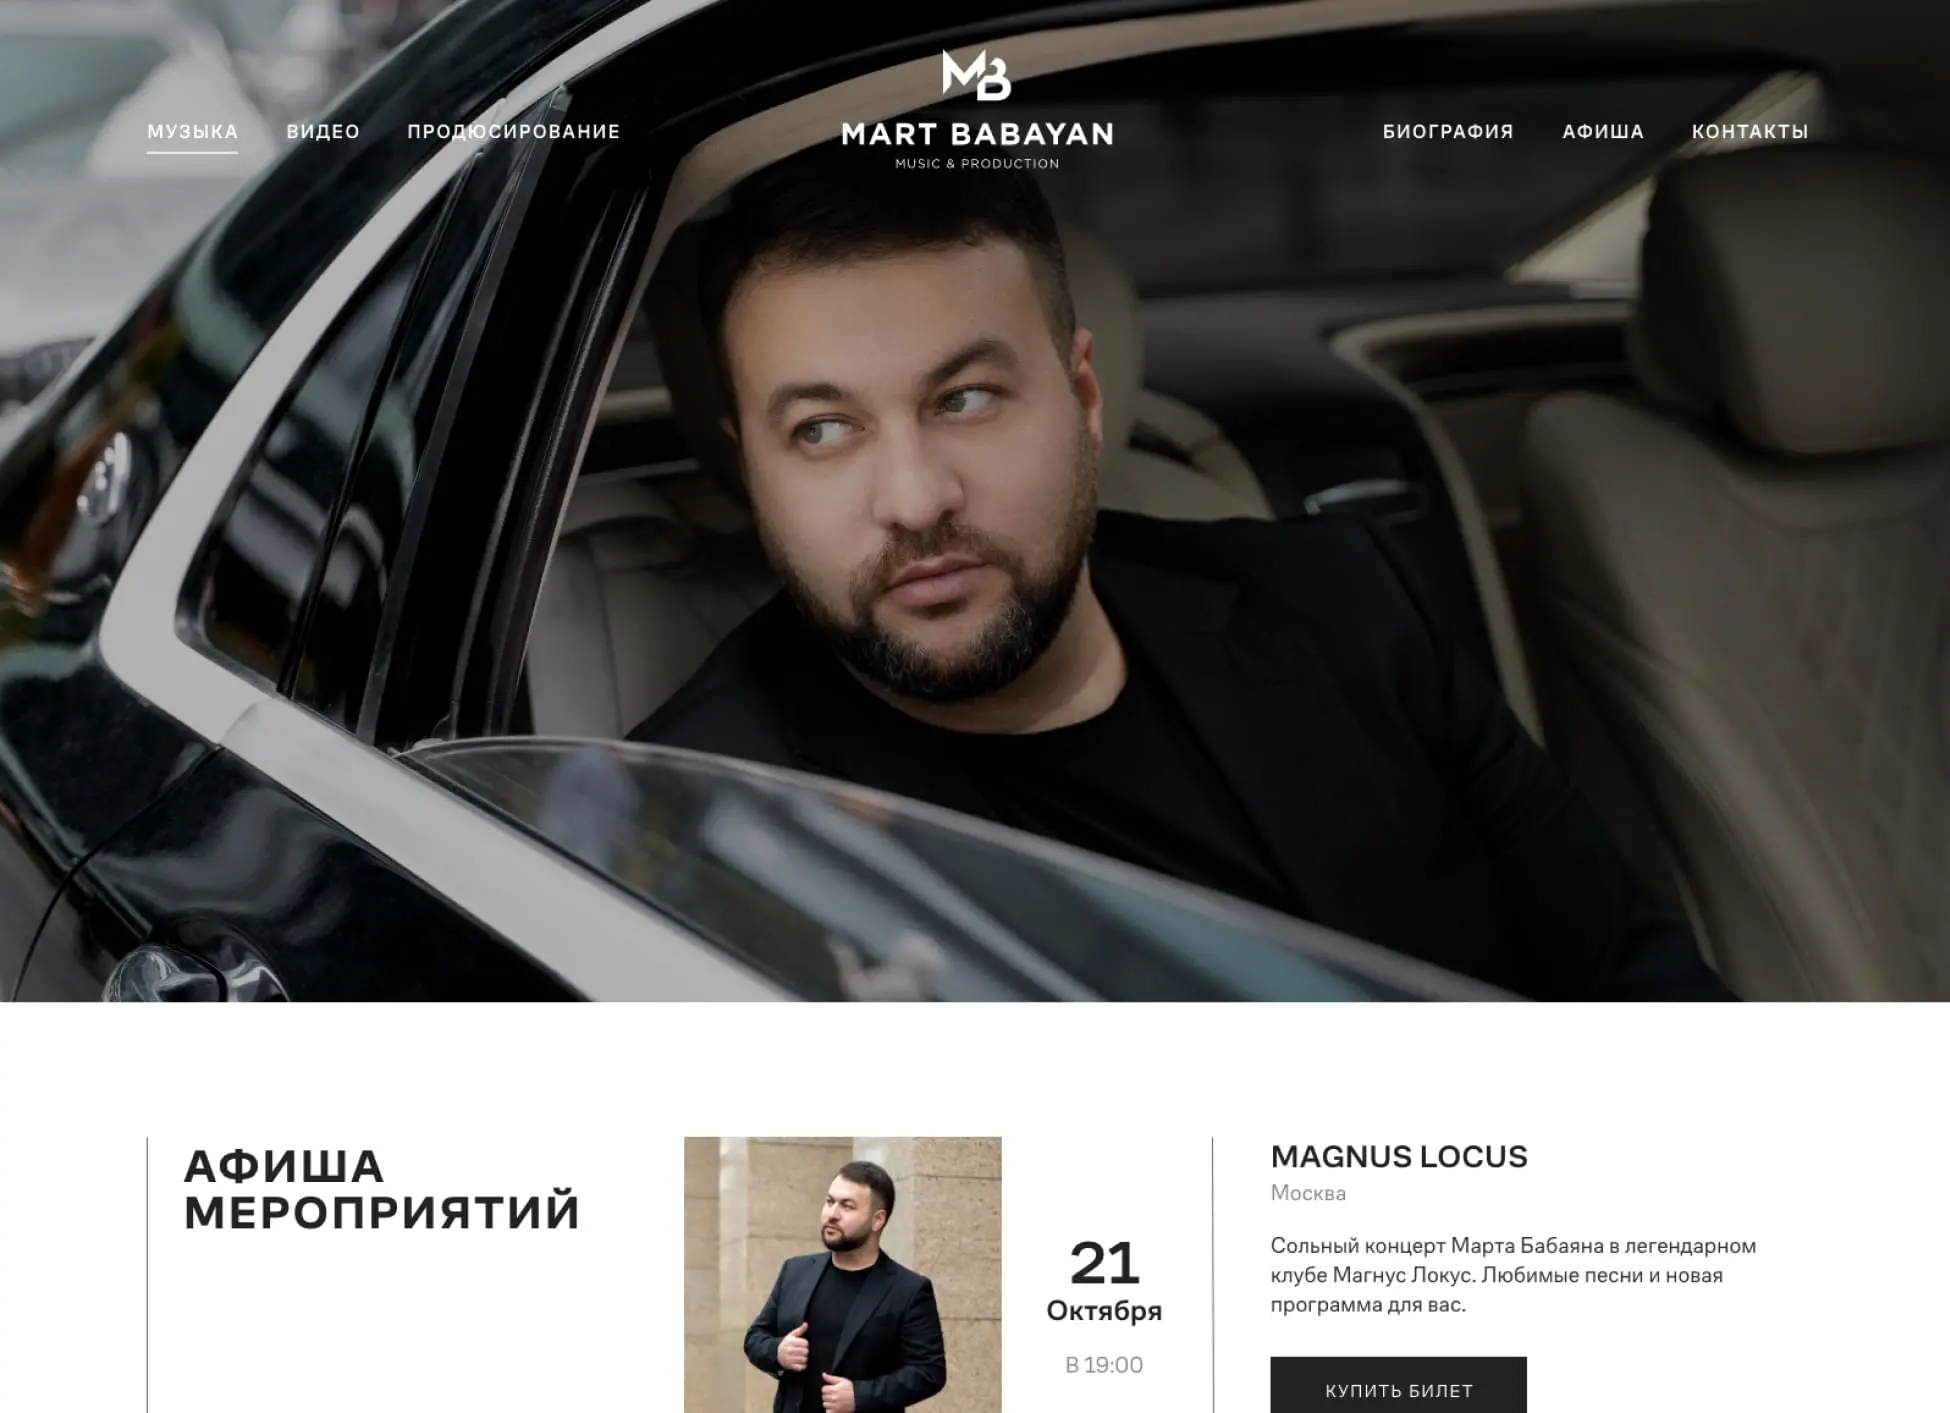 МУЗЫКА ВИДЕО ПРОДЮСИРОВАНИЕ
MB
MART BABAYAN
MUSIC & PRODUCTION
БИОГРАФИЯ АФИША КОНТАКТЫ
АФИША
МЕРОПРИЯТИЙ
21
Октября
В 19:00
MAGNUS LOCUS
Москва
Сольный концерт Марта Бабаяна в легендарном
клубе Магнус Локус. Любимые песни и новая
программа для вас.
КУПИТЬ БИЛЕТ